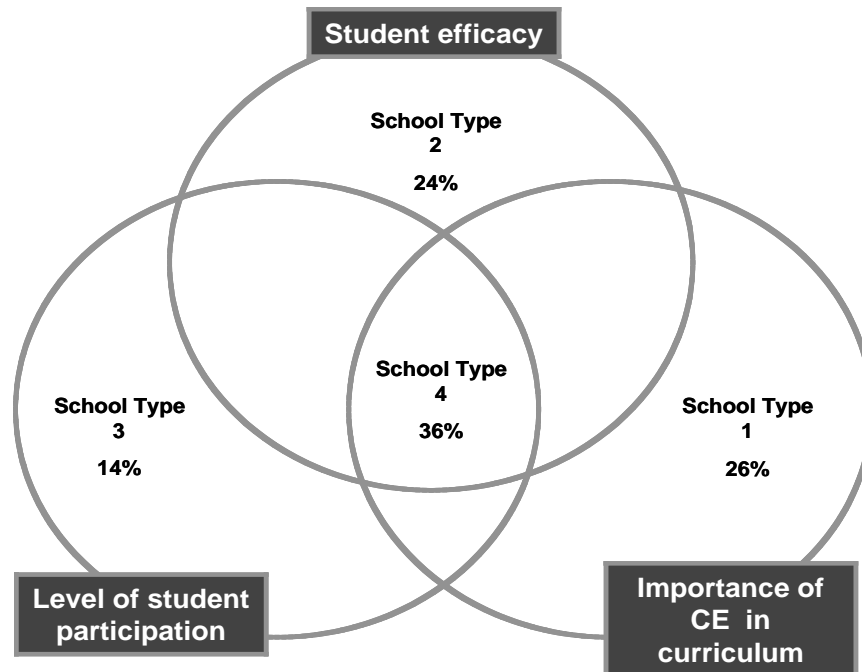 Student efficacy
School Type
2
24%
School Type
4
36%
School Type
3
14%
School Type
1
26%
Level of student
participation
Importance of
CE in
curriculum